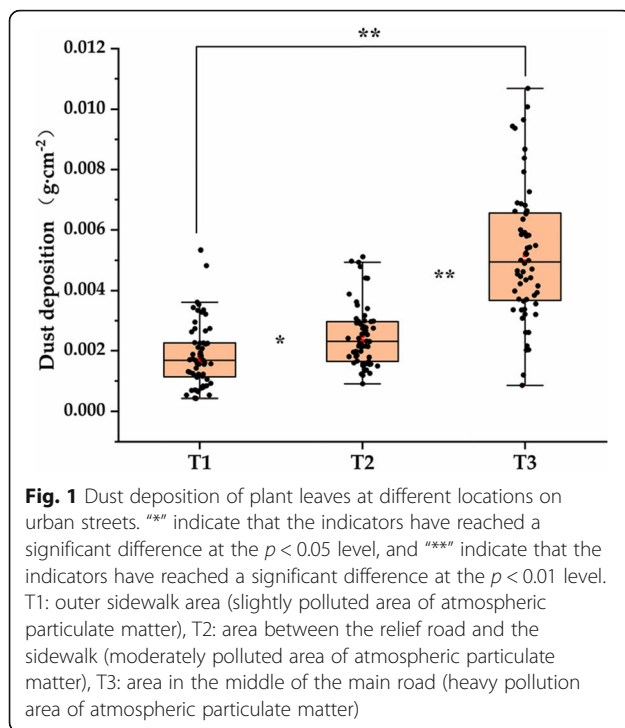 **
0.012
0.010
0.008
0.006
0.004
0.002
0.000
Dust deposition (g·cm⁻²)
*
**
T1 T2 T3
Fig. 1 Dust deposition of plant leaves at different locations on
urban streets. “*” indicate that the indicators have reached a
significant difference at the p < 0.05 level, and “**” indicate that the
indicators have reached a significant difference at the p < 0.01 level.
T1: outer sidewalk area (slightly polluted area of atmospheric
particulate matter), T2: area between the relief road and the
sidewalk (moderately polluted area of atmospheric particulate
matter), T3: area in the middle of the main road (heavy pollution
area of atmospheric particulate matter)